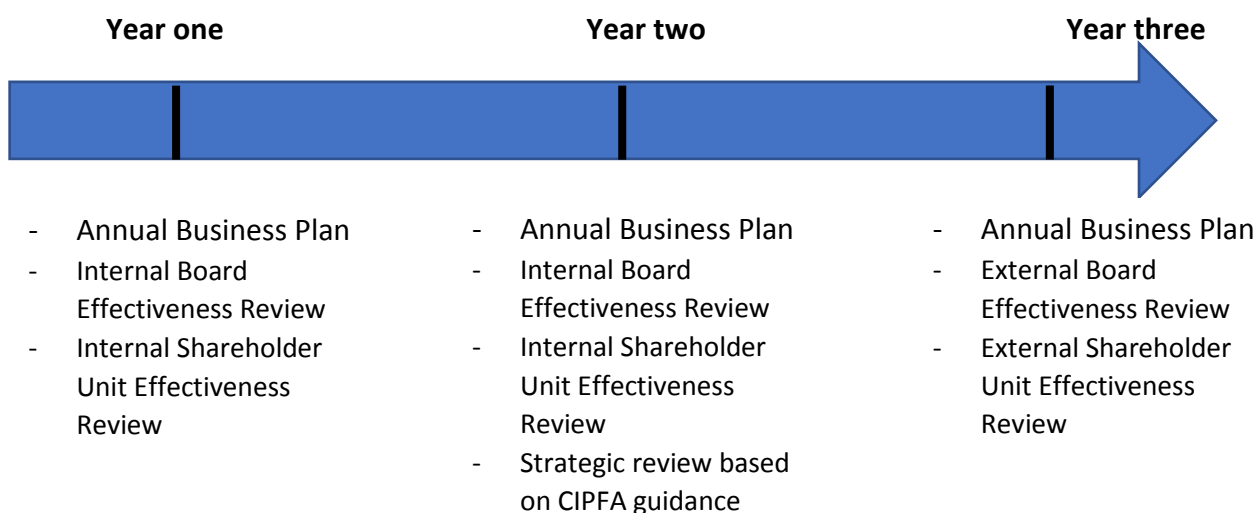 Year one
Year two
Year three
- Annual Business Plan
- Internal Board
Effectiveness Review
- Internal Shareholder
Unit Effectiveness
Review
- Annual Business Plan
- Internal Board
Effectiveness Review
- Internal Shareholder
Unit Effectiveness
Review
- Strategic review based
on CIPFA guidance
- Annual Business Plan
- External Board
Effectiveness Review
- External Shareholder
Unit Effectiveness
Review